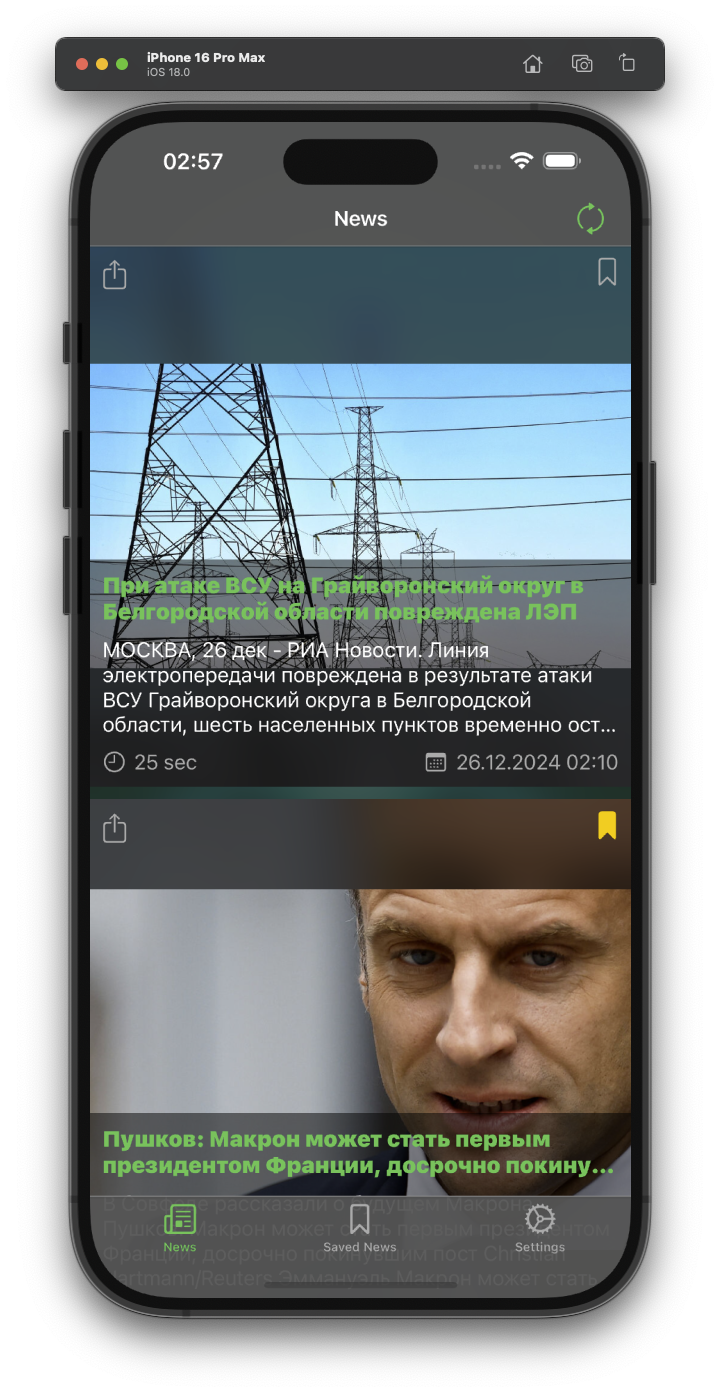 iPhone 16 Pro Max
iOS 18.0
02:57
News
При атаке ВСУ на Грайворонский округ в
Белгородской области повреждена ЛЭП
МОСКВА, 26 дек - РИА Новости. Линия
электропередачи повреждена в результате атаки
ВСУ Грайворонский округа в Белгородской
области, шесть населенных пунктов временно ост...
25 sec
26.12.2024 02:10
Пушков: Макрон может стать первым
президентом Франции, досрочно покину...
В Совфеде рассказали о будущем Макрона
Пушков: Макрон может стать первым президентом
Франции, досрочно покинувшим пост Christian
Hartmann/Reuters Эммануэль Макрон может стать
News
Saved News
Settings